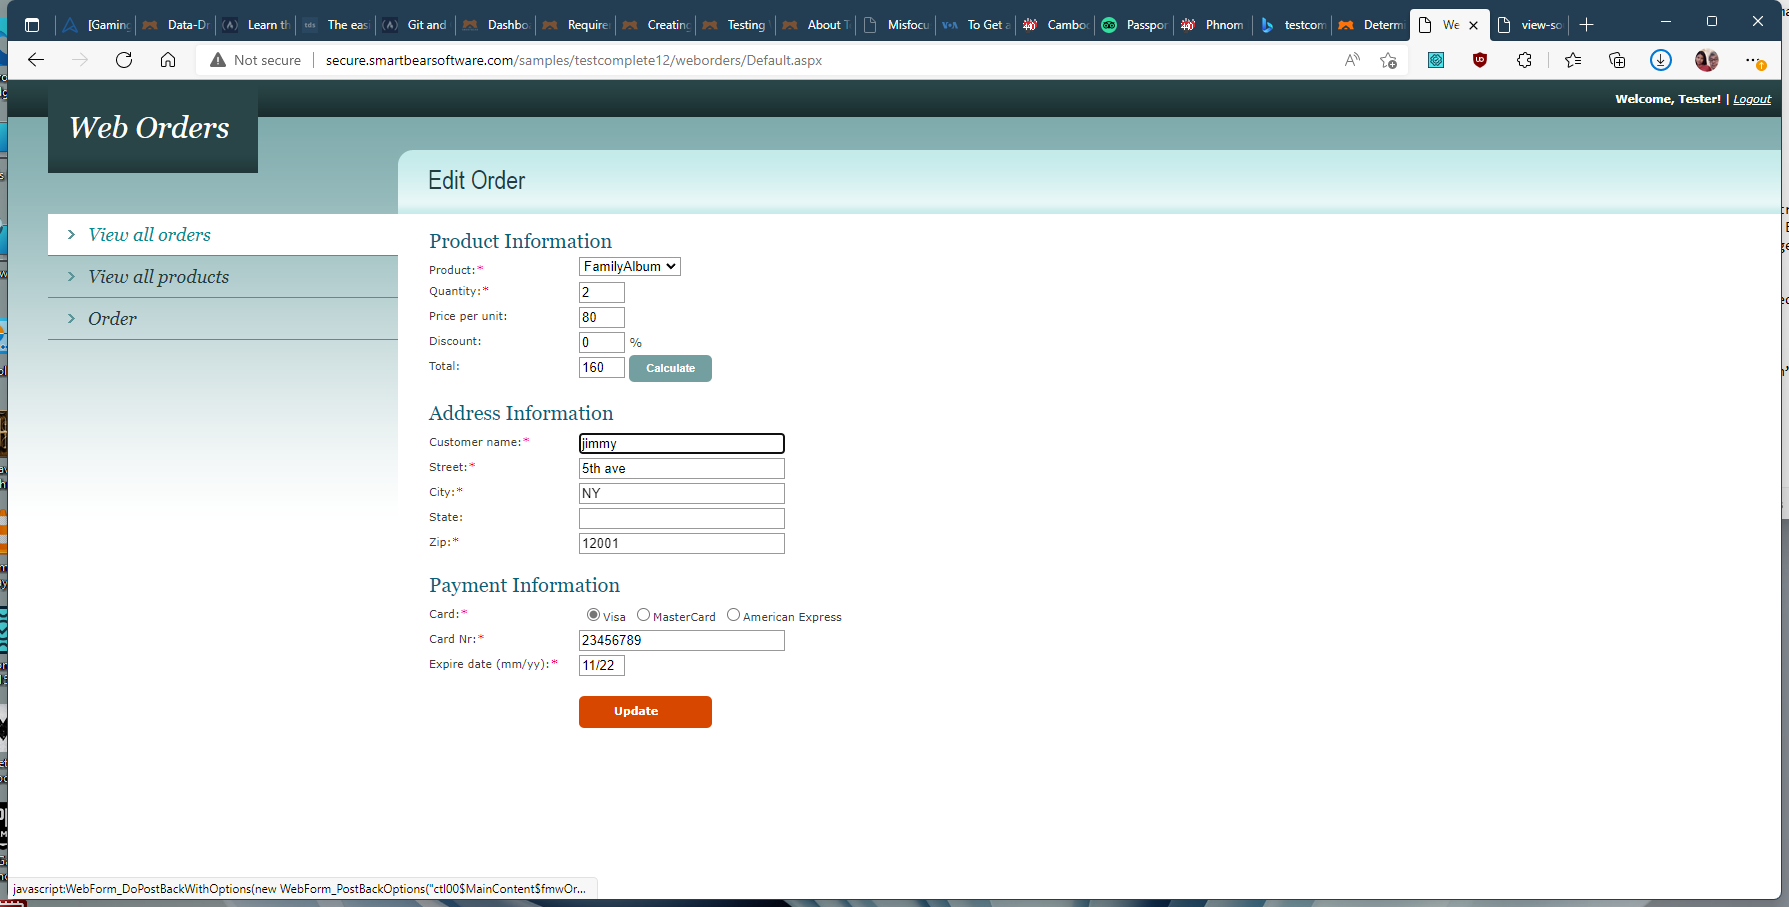 [Gaming
Data-Dr
Learn th
The eas
Git and
Dashbo
Require
Creating
Testing
About T
Misfocu
To Get a
Camboc
Passpor
Phnom
testcom
Determi
We
view-so
Not secure
secure.smartbearsoftware.com/samples/testcomplete12/weborders/Default.aspx
Welcome, Tester! | Logout
Web Orders
Edit Order
View all orders
View all products
Order
Product Information
Product:* FamilyAlbum
Quantity:* 2
Price per unit: 80
Discount: 0 %
Total: 160 Calculate
Address Information
Customer name:* jimmy
Street:* 5th ave
City:* NY
State:
Zip:* 12001
Payment Information
Card:* Visa MasterCard American Express
Card Nr:* 23456789
Expire date (mm/yy):* 11/22
Update
javascript:WebForm_DoPostBackWithOptions(new WebForm_PostBackOptions("ctl00$MainContent$fmwOr...